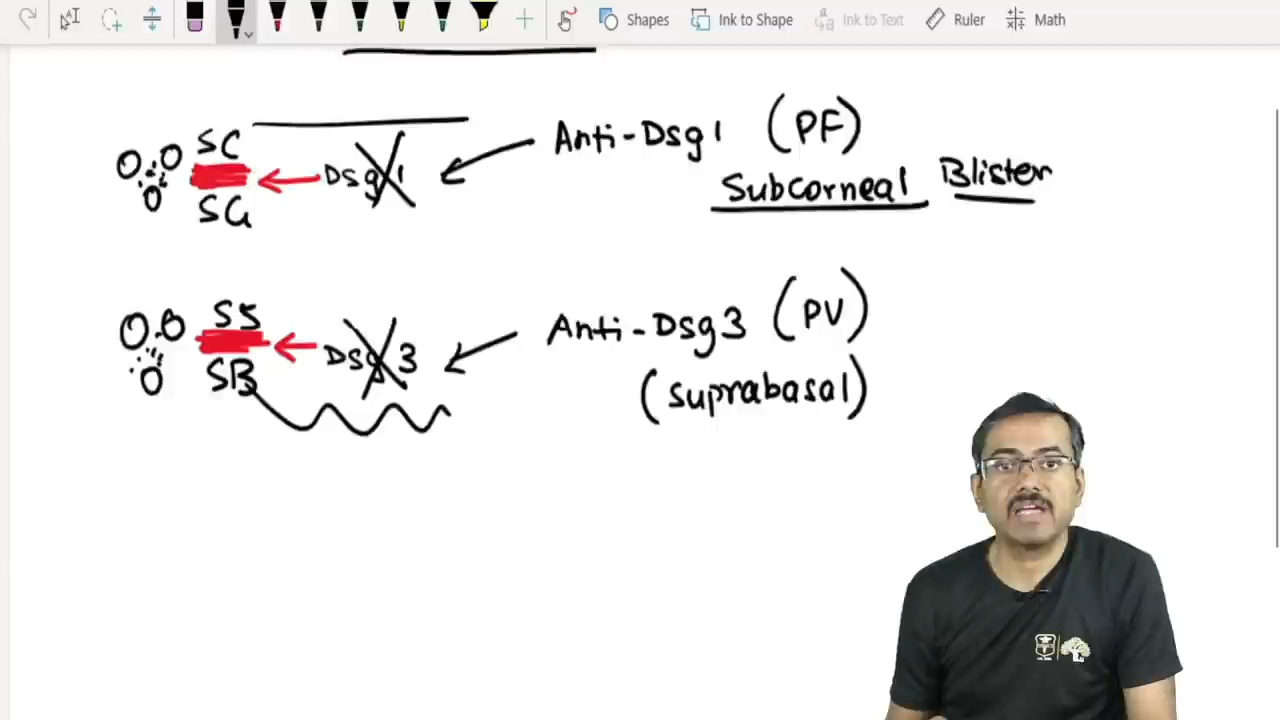 Shapes Ink to Shape Ink to Text Ruler Math
SC
Dsg1
SG
Anti-Dsg1 (PF)
Subcorneal Blister
SS
Dsg3
SB
Anti-Dsg3 (PV)
(suprabasal)